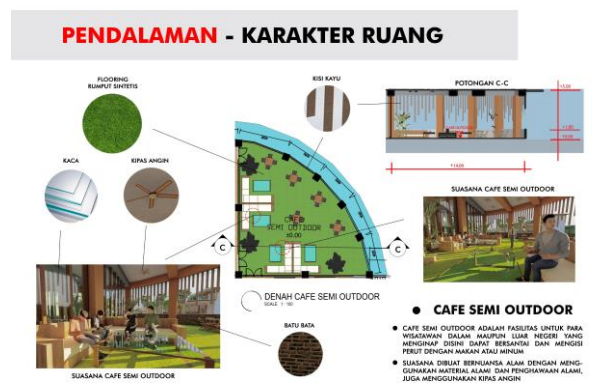 PENDALAMAN - KARAKTER RUANG
FLOORING
RUMPUT SINTETIS
KISI KAYU
POTONGAN C-C
KACA
KIPAS ANGIN
SUASANA CAFE SEMI OUTDOOR
CAFE
SEMI OUTDOOR
±0.00
C
C
DENAH CAFE SEMI OUTDOOR
SCALE 1 : 100
BATU BATA
SUASANA CAFE SEMI OUTDOOR
• CAFE SEMI OUTDOOR
• CAFE SEMI OUTDOOR ADALAH FASILITAS UNTUK PARA
WISATAWAN DALAM MAUPUN LUAR NEGERI YANG
MENGINAP DISINI DAPAT BERSANTAI DAN MENGISI
PERUT DENGAN MAKAN ATAU MINUM
• SUASANA DIBUAT BERNUANSA ALAM DENGAN MENG-
GUNAKAN MATERIAL ALAMI DAN PENGHAWAAN ALAMI,
JUGA MENGGUNAKAN KIPAS ANGIN